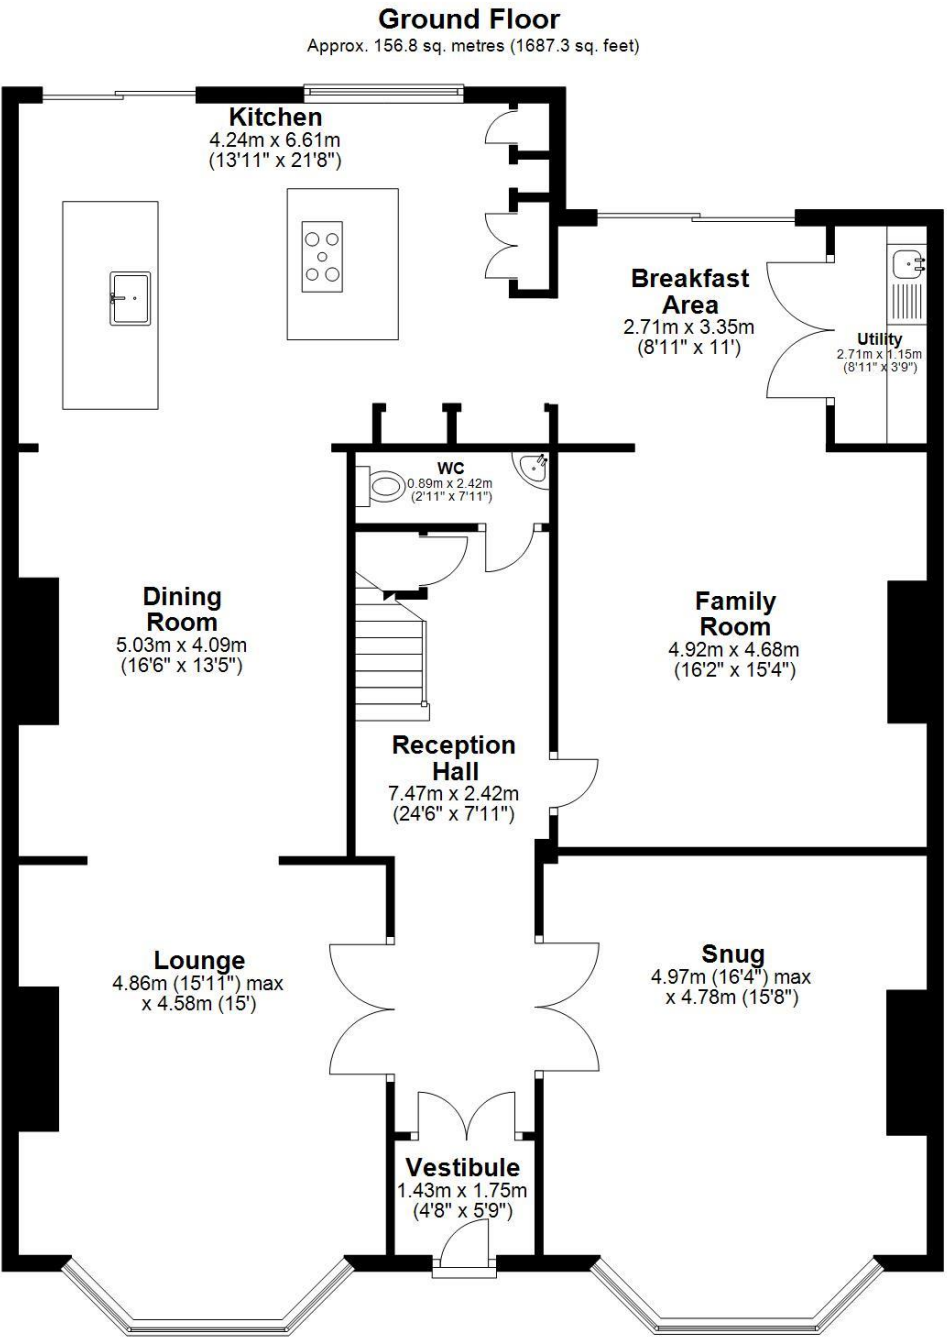 Ground Floor
Approx. 156.8 sq. metres (1687.3 sq. feet)
Kitchen
4.24m x 6.61m
(13'11" x 21'8")
Breakfast
Area
2.71m x 3.35m
(8'11" x 11')
Utility
2.71m x 1.15m
(8'11" x 3'9")
WC
0.89m x 2.42m
(2'11" x 7'11")
Dining
Room
5.03m x 4.09m
(16'6" x 13'5")
Family
Room
4.92m x 4.68m
(16'2" x 15'4")
Reception
Hall
7.47m x 2.42m
(24'6" x 7'11")
Lounge
4.86m (15'11") max
x 4.58m (15')
Snug
4.97m (16'4") max
x 4.78m (15'8")
Vestibule
1.43m x 1.75m
(4'8" x 5'9")